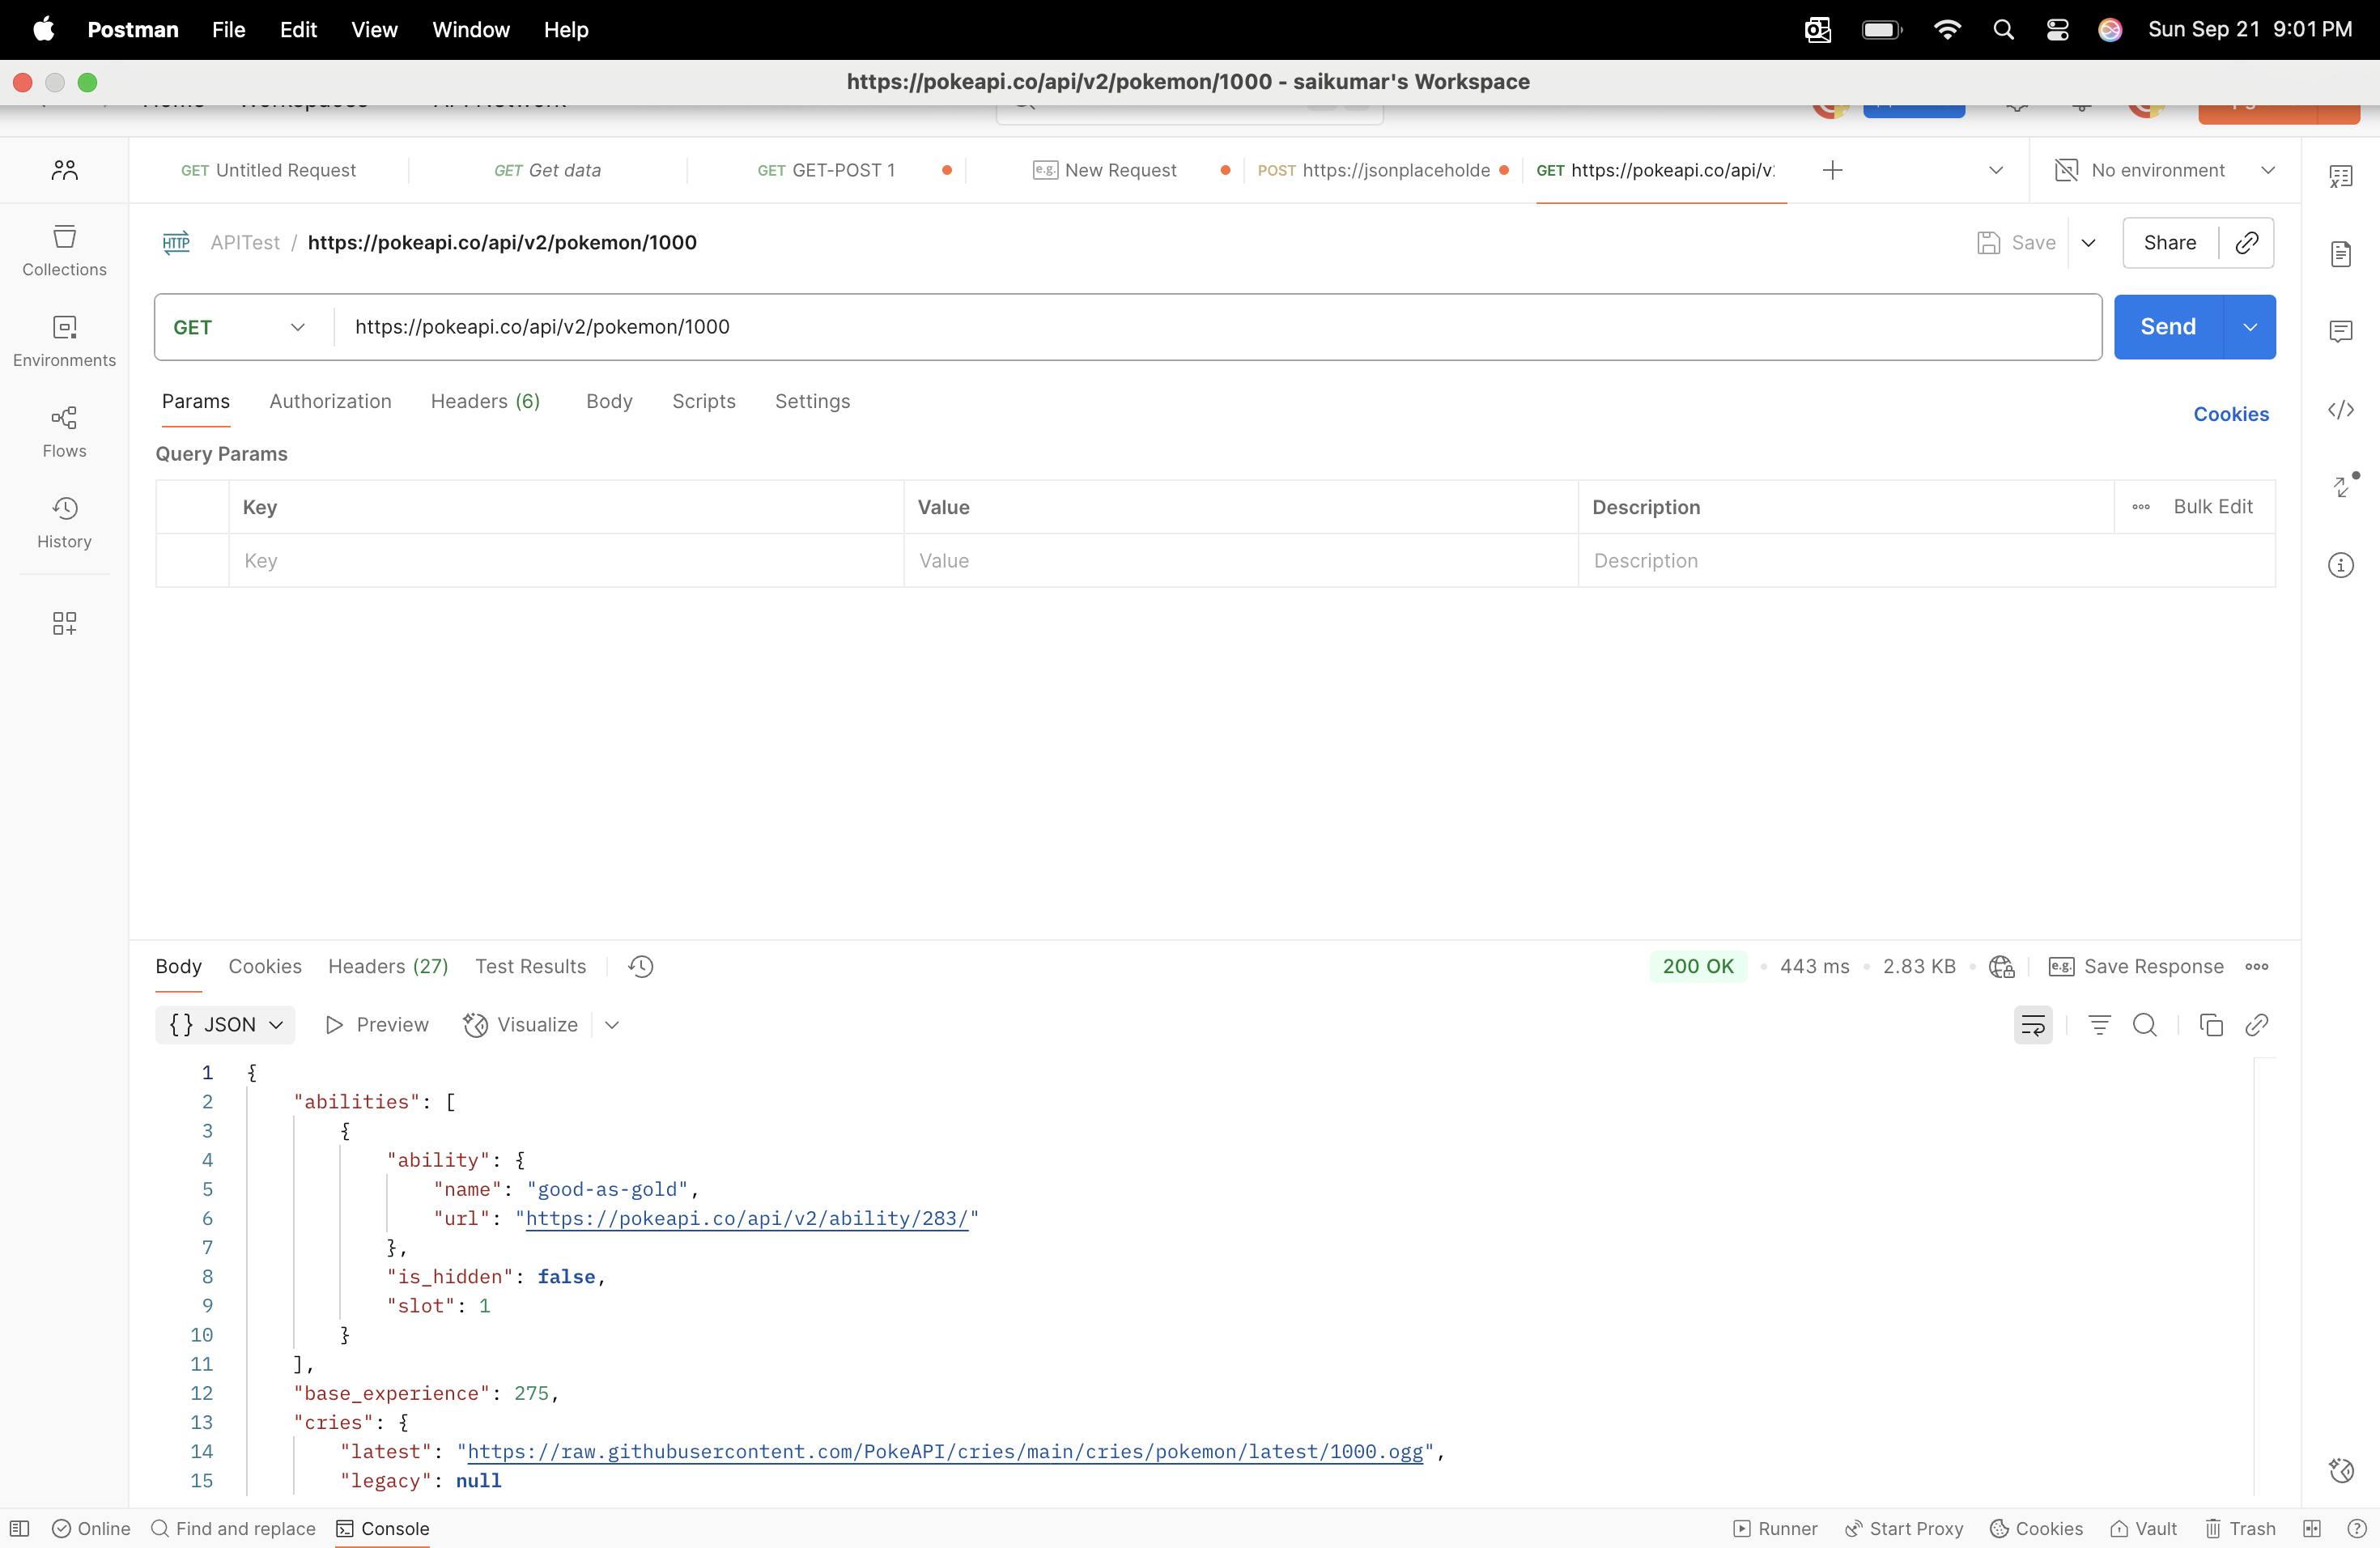 Postman File Edit View Window Help Sun Sep 21 9:01 PM
https://pokeapi.co/api/v2/pokemon/1000 - saikumar's Workspace
GET Untitled Request GET Get data GET GET-POST 1 e.g. New Request POST https://jsonplaceholde GET https://pokeapi.co/api/v No environment
HTTP APITest / https://pokeapi.co/api/v2/pokemon/1000 Save Share
Collections
GET https://pokeapi.co/api/v2/pokemon/1000 Send
Environments
Params Authorization Headers (6) Body Scripts Settings Cookies
Flows
Query Params
Key Value Description Bulk Edit
History
Key Value Description
Body Cookies Headers (27) Test Results 200 OK 443 ms 2.83 KB e.g. Save Response
{} JSON Preview Visualize
1 {
2 "abilities": [
3 {
4 "ability": {
5 "name": "good-as-gold",
6 "url": "https://pokeapi.co/api/v2/ability/283/"
7 },
8 "is_hidden": false,
9 "slot": 1
10 }
11 ],
12 "base_experience": 275,
13 "cries": {
14 "latest": "https://raw.githubusercontent.com/PokeAPI/cries/main/cries/pokemon/latest/1000.ogg",
15 "legacy": null
Online Find and replace Console Runner Start Proxy Cookies Vault Trash